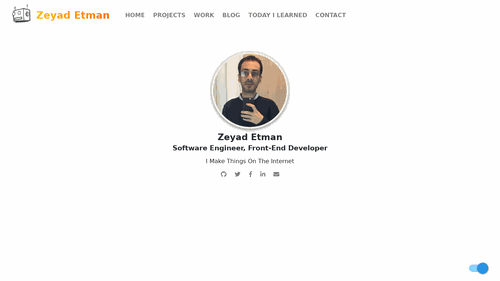 Zeyad Etman
HOME PROJECTS WORK BLOG TODAY I LEARNED CONTACT
Zeyad Etman
Software Engineer, Front-End Developer
I Make Things On The Internet